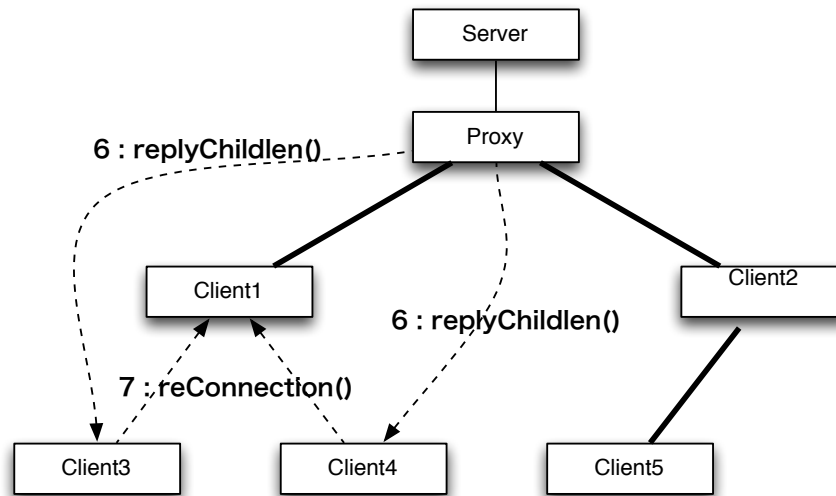 Server
Proxy
6 : replyChildlen()
Client1
Client2
6 : replyChildlen()
7 : reConnection()
Client3
Client4
Client5